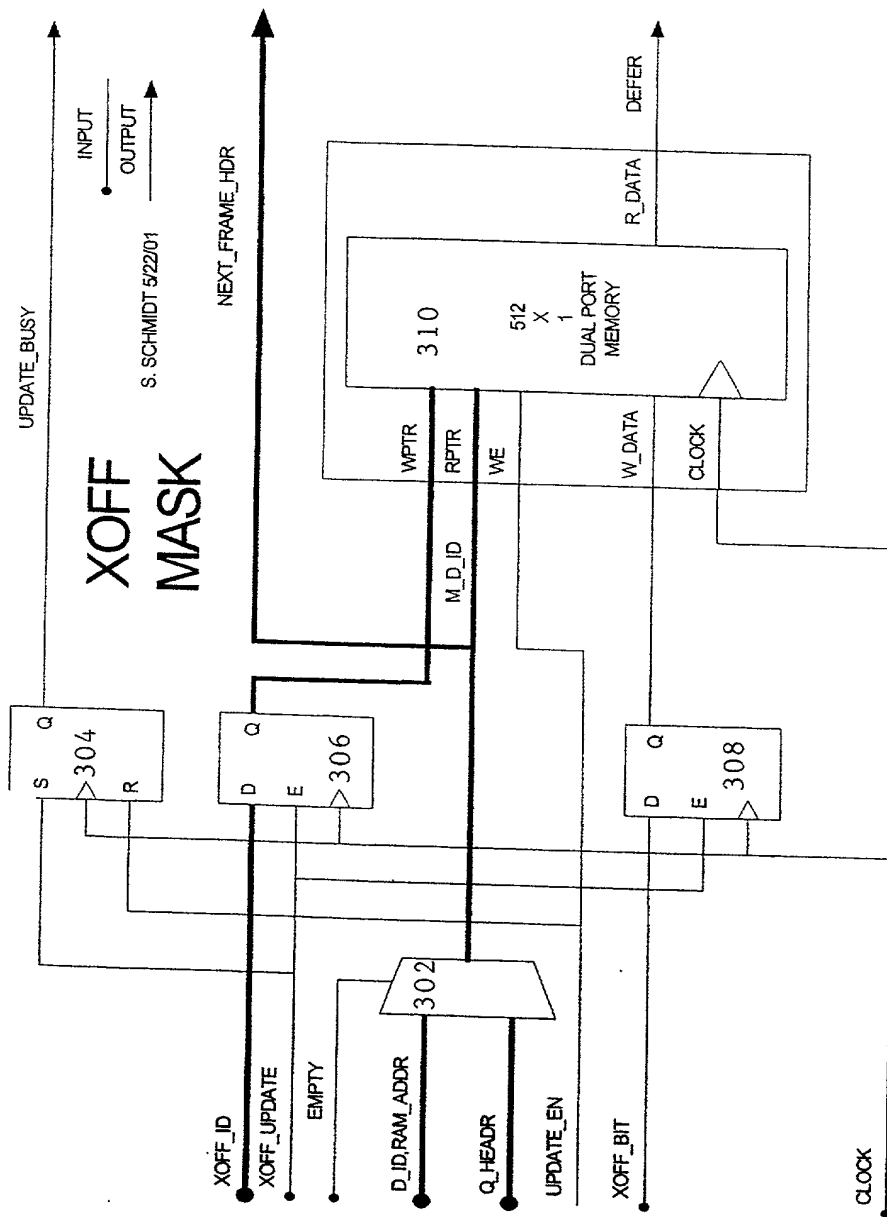 UPDATE_BUSY
INPUT
OUTPUT
S. SCHMIDT 5/22/01
XOFF
MASK
NEXT_FRAME_HDR
S
Q
R
304
XOFF_ID
XOFF_UPDATE
EMPTY
D
Q
E
306
302
D_ID,RAM_ADDR
Q_HEADR
UPDATE_EN
XOFF_BIT
CLOCK
D
Q
E
308
M_D_ID
WPTR
RPTR
WE
W_DATA
CLOCK
310
512
X
1
DUAL PORT
MEMORY
R_DATA
DEFER